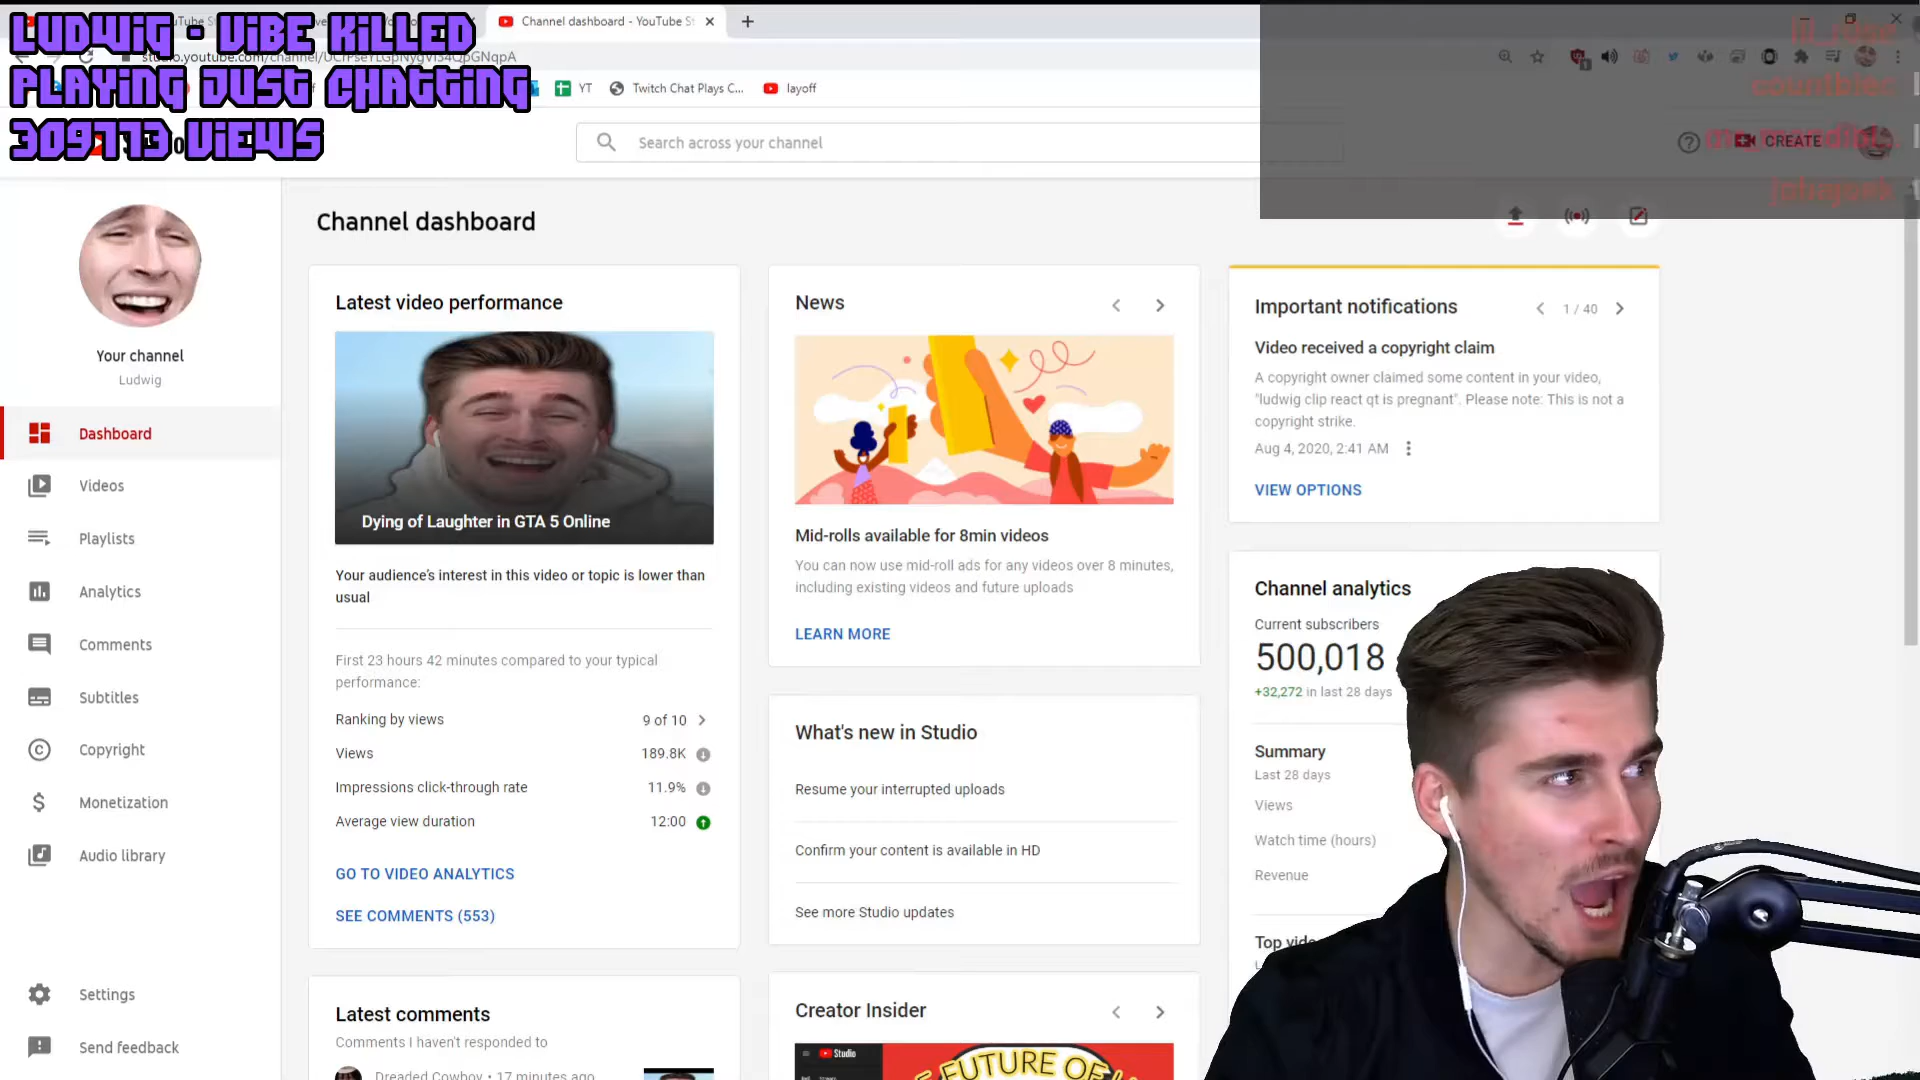 LUDWIG - VIBE KILLED
PLAYING JUST CHATTING
309773 VIEWS
Channel dashboard - YouTube St
YT
Twitch Chat Plays C...
layoff
Search across your channel
CREATE
countblec
Your channel
Ludwig
Dashboard
Videos
Playlists
Analytics
Comments
Subtitles
Copyright
Monetization
Audio library
Settings
Send feedback
Channel dashboard
Latest video performance
Dying of Laughter in GTA 5 Online
Your audience's interest in this video or topic is lower than
usual
First 23 hours 42 minutes compared to your typical
performance:
Ranking by views 9 of 10
Views 189.8K
Impressions click-through rate 11.9%
Average view duration 12:00
GO TO VIDEO ANALYTICS
SEE COMMENTS (553)
Latest comments
Comments I haven't responded to
Dreaded Cowboy • 17 minutes ago
News
Mid-rolls available for 8min videos
You can now use mid-roll ads for any videos over 8 minutes,
including existing videos and future uploads
LEARN MORE
What's new in Studio
Resume your interrupted uploads
Confirm your content is available in HD
See more Studio updates
Creator Insider
Studio
FUTURE OF
Important notifications
1 / 40
Video received a copyright claim
A copyright owner claimed some content in your video,
"ludwig clip react qt is pregnant". Please note: This is not a
copyright strike.
Aug 4, 2020, 2:41 AM
VIEW OPTIONS
Channel analytics
Current subscribers
500,018
+32,272 in last 28 days
Summary
Last 28 days
Views
Watch time (hours)
Revenue
Top vide